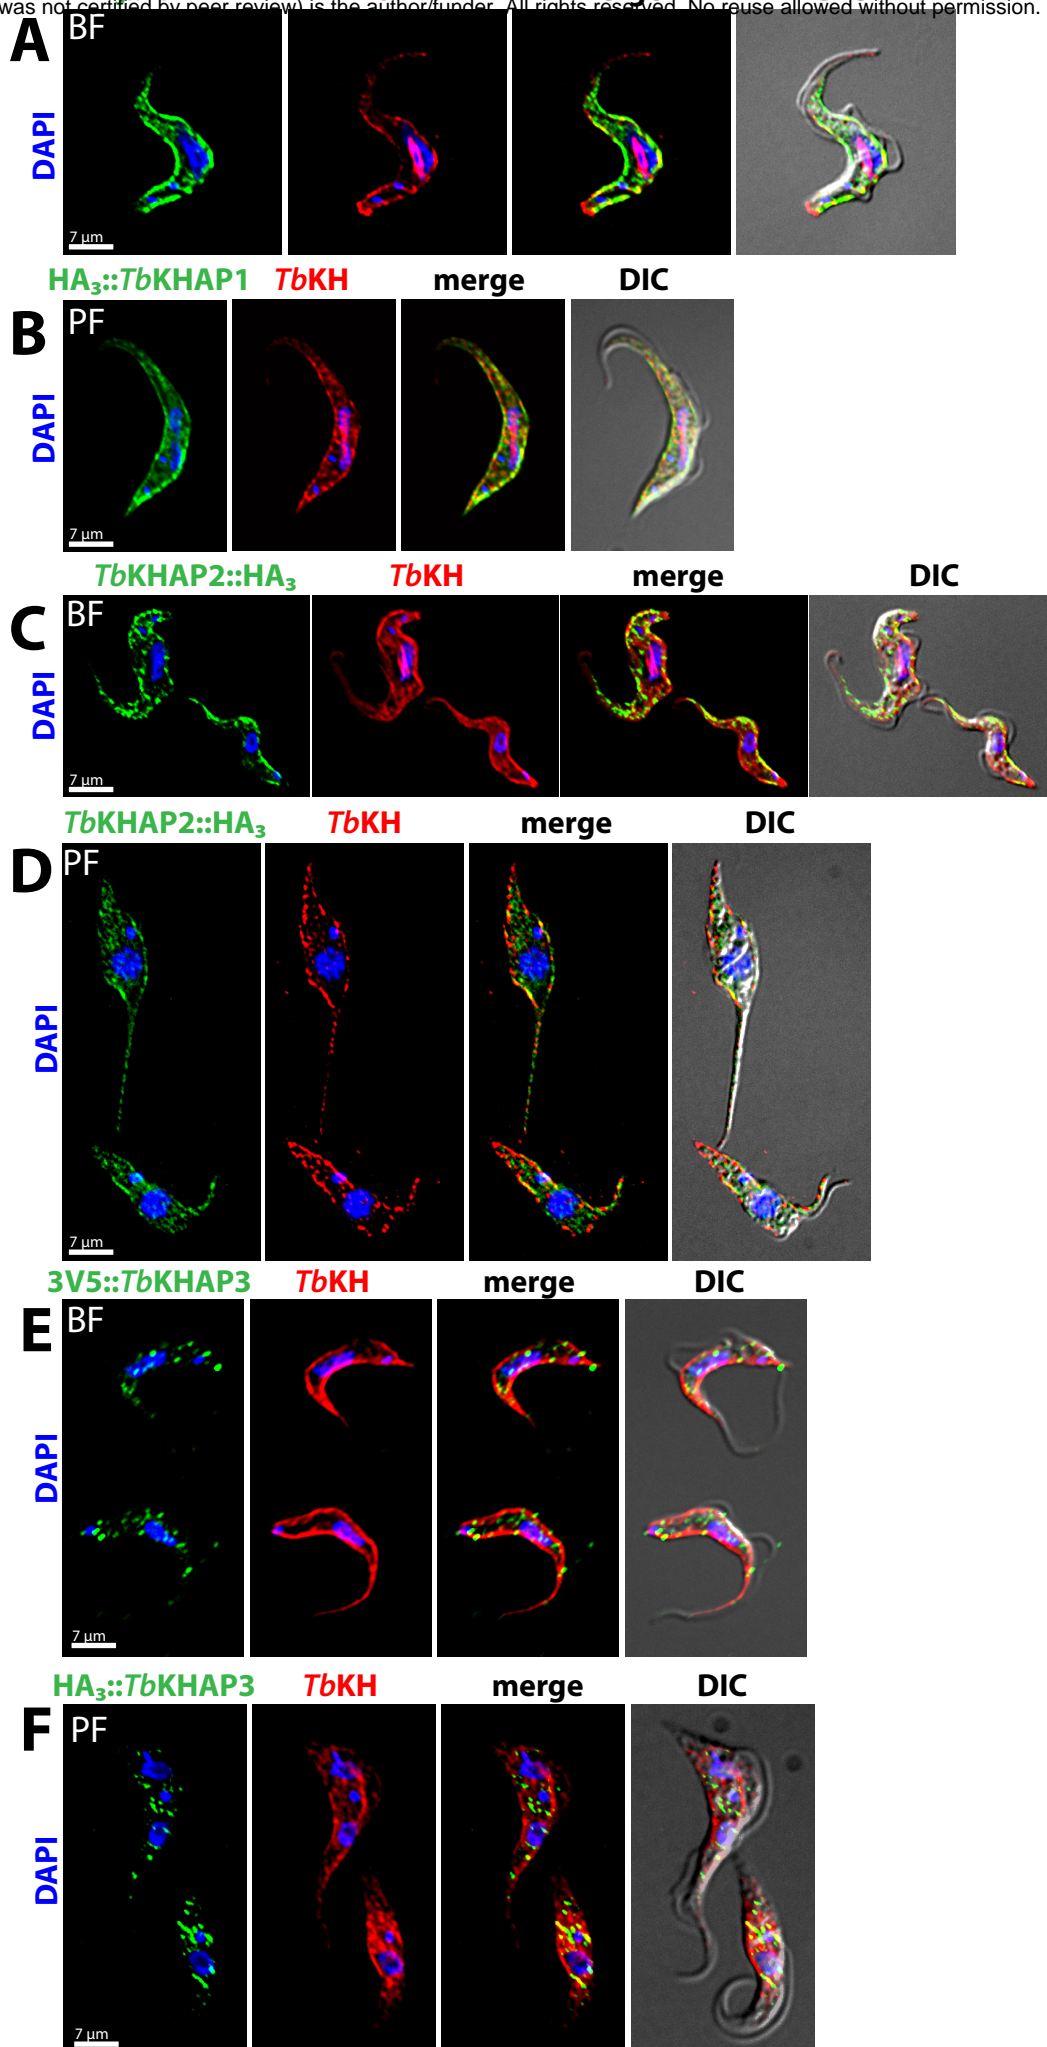 was not certified by peer review) is the author/funder. All rights reserved. No reuse allowed without permission.
A
BF
DAPI
7 µm
HA₃::TbKHAP1 TbKH merge DIC
B
PF
DAPI
7 µm
TbKHAP2::HA₃ TbKH merge DIC
C
BF
DAPI
7 µm
TbKHAP2::HA₃ TbKH merge DIC
D
PF
DAPI
7 µm
3V5::TbKHAP3 TbKH merge DIC
E
BF
DAPI
7 µm
HA₃::TbKHAP3 TbKH merge DIC
F
PF
DAPI
7 µm